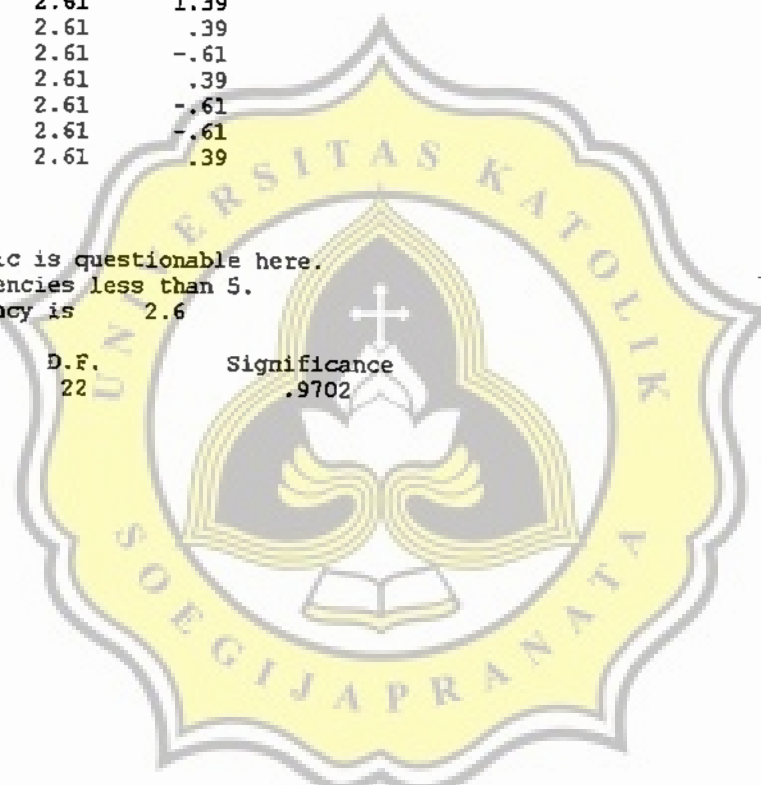 2.61 1.39
2.61 .39
2.61 -.61
2.61 .39
2.61 -.61
2.61 -.61
2.61 .39
is questionable here.
encies less than 5.
ncy is 2.6
D.F. Significance
22 .9702
UNIVERSITAS KATOLIK
SOEGIJAPRANATA